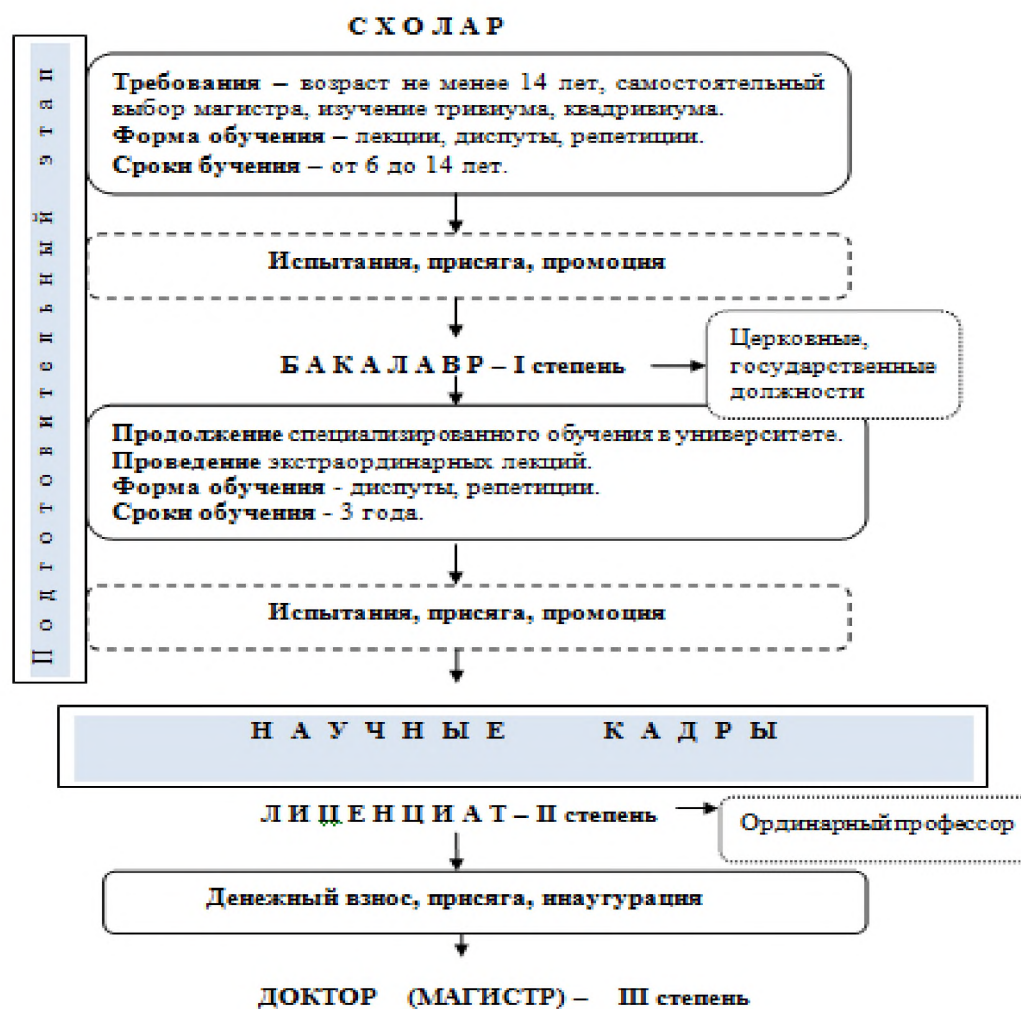 С Х О Л А Р
Подготовительный этап
Требования – возраст не менее 14 лет, самостоятельный
выбор магистра, изучение тривиума, квадривиума.
Форма обучения – лекции, диспуты, репетиции.
Сроки бучения – от 6 до 14 лет.
Испытания, присяга, промоция
Б А К А Л А В Р – I степень
Церковные,
государственные
должности
Продолжение специализированного обучения в университете.
Проведение экстраординарных лекций.
Форма обучения - диспуты, репетиции.
Сроки обучения - 3 года.
Испытания, присяга, промоция
Н А У Ч Н Ы Е К А Д Р Ы
Л И Ц Е Н Ц И А Т – II степень
Ординарный профессор
Денежный взнос, присяга, инаугурация
ДОКТОР (МАГИСТР) – III степень